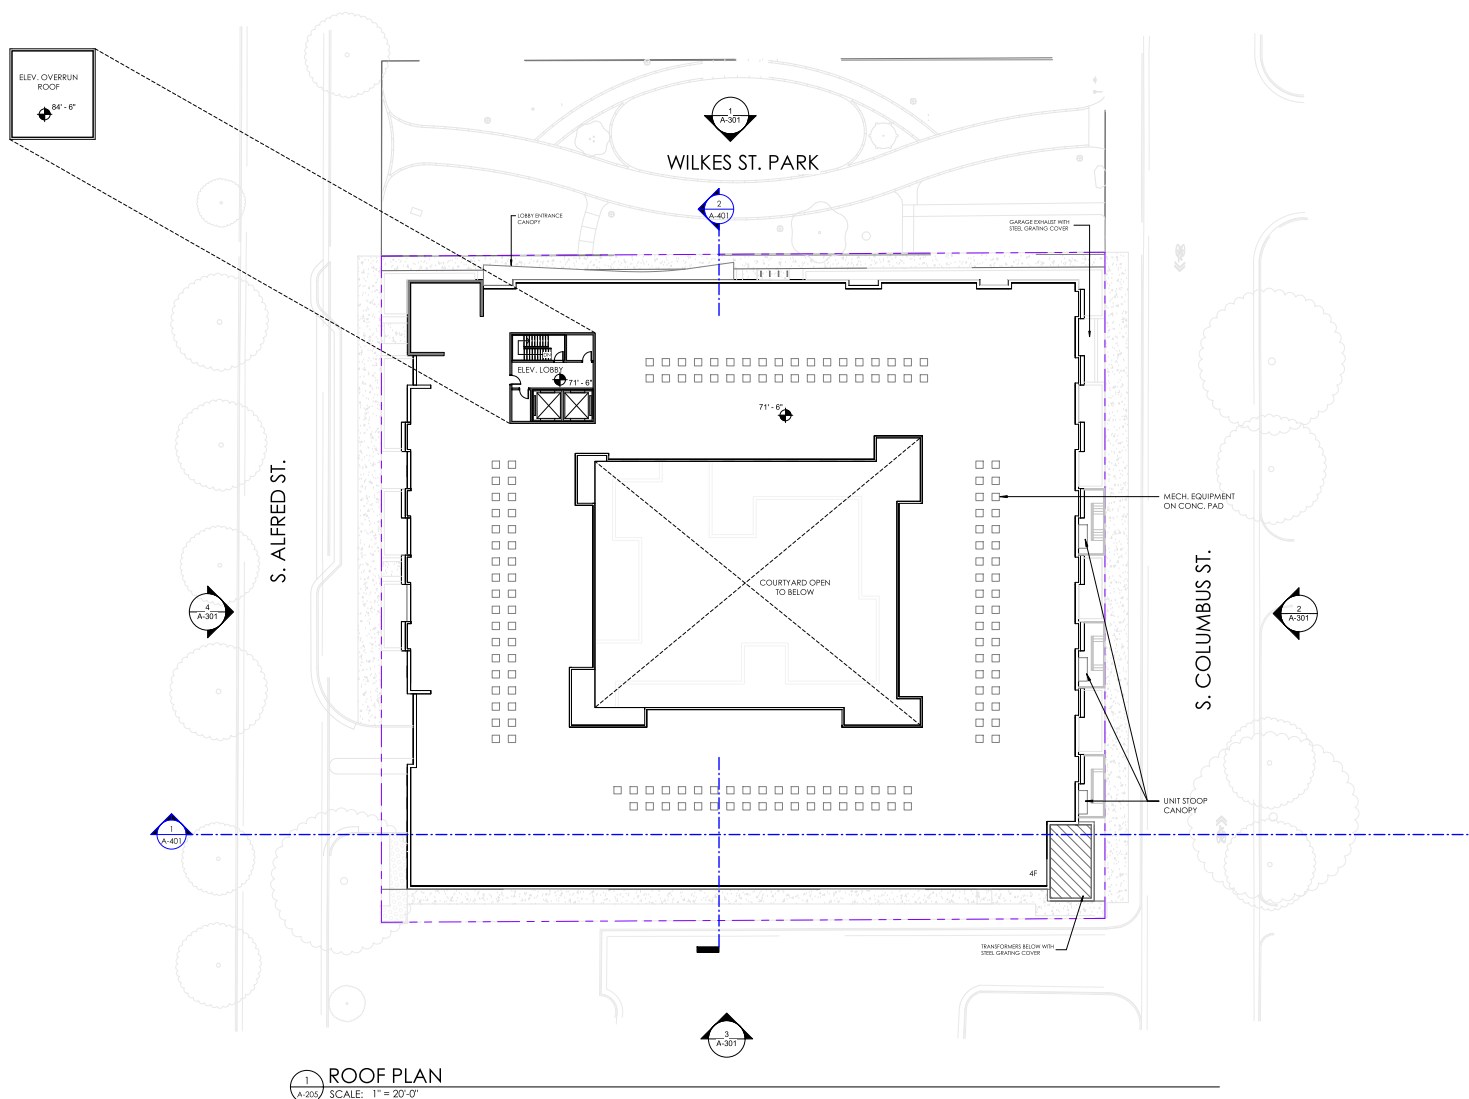 ELEV. OVERRUN
ROOF
84' - 6"
1
A-301
WILKES ST. PARK
2
A-401
LOBBY ENTRANCE
CANOPY
GARAGE EXHAUST WITH
STEEL GRATING COVER
ELEV. LOBBY
71' - 6"
71' - 6"
S. ALFRED ST.
MECH. EQUIPMENT
ON CONC. PAD
COURTYARD OPEN
TO BELOW
S. COLUMBUS ST.
4
A-301
2
A-301
UNIT STOOP
CANOPY
1
A-401
4F
TRANSFORMERS BELOW WITH
STEEL GRATING COVER
3
A-301
1
A-205
ROOF PLAN
SCALE: 1" = 20'-0"